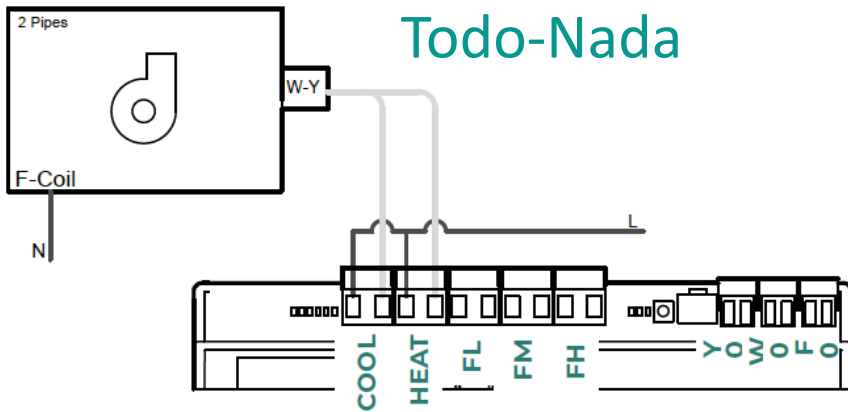 2 Pipes
Todo-Nada
W-Y
F-Coil
N
L
COOL
HEAT
FL
FM
FH
Y
O
W
O
F
O